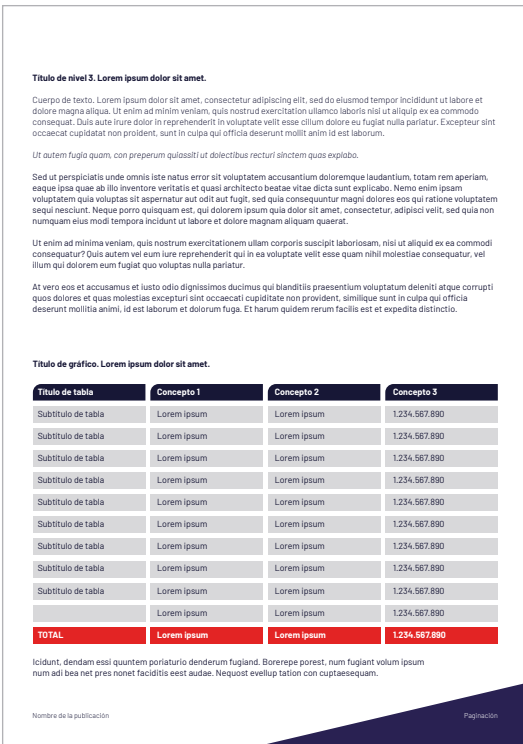 Título de nivel 3. Lorem ipsum dolor sit amet.
Cuerpo de texto. Lorem ipsum dolor sit amet, consectetur adipiscing elit, sed do eiusmod tempor incididunt ut labore et
dolore magna aliqua. Ut enim ad minim veniam, quis nostrud exercitation ullamco laboris nisi ut aliquip ex ea commodo
consequat. Duis aute irure dolor in reprehenderit in voluptate velit esse cillum dolore eu fugiat nulla pariatur. Excepteur sint
occaecat cupidatat non proident, sunt in culpa qui officia deserunt mollit anim id est laborum.
Ut autem fugia quam, con preperum quiassiti ut dolectibus recturi sinctem quas explabo.
Sed ut perspiciatis unde omnis iste natus error sit voluptatem accusantium doloremque laudantium, totam rem aperiam,
eaque ipsa quae ab illo inventore veritatis et quasi architecto beatae vitae dicta sunt explicabo. Nemo enim ipsam
voluptatem quia voluptas sit aspernatur aut odit aut fugit, sed quia consequuntur magni dolores eos qui ratione voluptatem
sequi nesciunt. Neque porro quisquam est, qui dolorem ipsum quia dolor sit amet, consectetur, adipisci velit, sed quia non
numquam eius modi tempora incidunt ut labore et dolore magnam aliquam quaerat.
Ut enim ad minima veniam, quis nostrum exercitationem ullam corporis suscipit laboriosam, nisi ut aliquid ex ea commodi
consequatur? Quis autem vel eum iure reprehenderit qui in ea voluptate velit esse quam nihil molestiae consequatur, vel
illum qui dolorem eum fugiat quo voluptas nulla pariatur.
At vero eos et accusamus et iusto odio dignissimos ducimus qui blanditiis praesentium voluptatum deleniti atque corrupti
quos dolores et quas molestias excepturi sint occaecati cupiditate non provident, similique sunt in culpa qui officia
deserunt mollitia animi, id est laborum et dolorum fuga. Et harum quidem rerum facilis est et expedita distinctio.
Título de gráfico. Lorem ipsum dolor sit amet.
Título de tabla Concepto 1 Concepto 2 Concepto 3
Subtítulo de tabla Lorem ipsum Lorem ipsum 1.234.567.890
Subtítulo de tabla Lorem ipsum Lorem ipsum 1.234.567.890
Subtítulo de tabla Lorem ipsum Lorem ipsum 1.234.567.890
Subtítulo de tabla Lorem ipsum Lorem ipsum 1.234.567.890
Subtítulo de tabla Lorem ipsum Lorem ipsum 1.234.567.890
Subtítulo de tabla Lorem ipsum Lorem ipsum 1.234.567.890
Subtítulo de tabla Lorem ipsum Lorem ipsum 1.234.567.890
Subtítulo de tabla Lorem ipsum Lorem ipsum 1.234.567.890
Subtítulo de tabla Lorem ipsum Lorem ipsum 1.234.567.890
Lorem ipsum Lorem ipsum 1.234.567.890
TOTAL Lorem ipsum Lorem ipsum 1.234.567.890
Icidunt, dendam essi quuntem poriaturio denderum fugiand. Borerepe porest, num fugiant volum ipsum
num adi bea net pres nonet faciditis eest audae. Nequost evellup tation con cuptaesequam.
Nombre de la publicación
Paginación